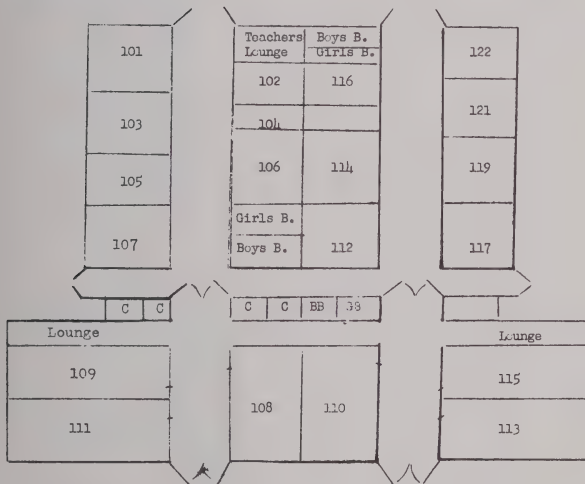 101
103
105
107
Teachers
Lounge
Boys B.
Girls B.
102
116
104
106
114
Girls B.
Boys B.
112
122
121
119
117
C C
C C BB
Lounge
109
111
108
110
Lounge
115
113